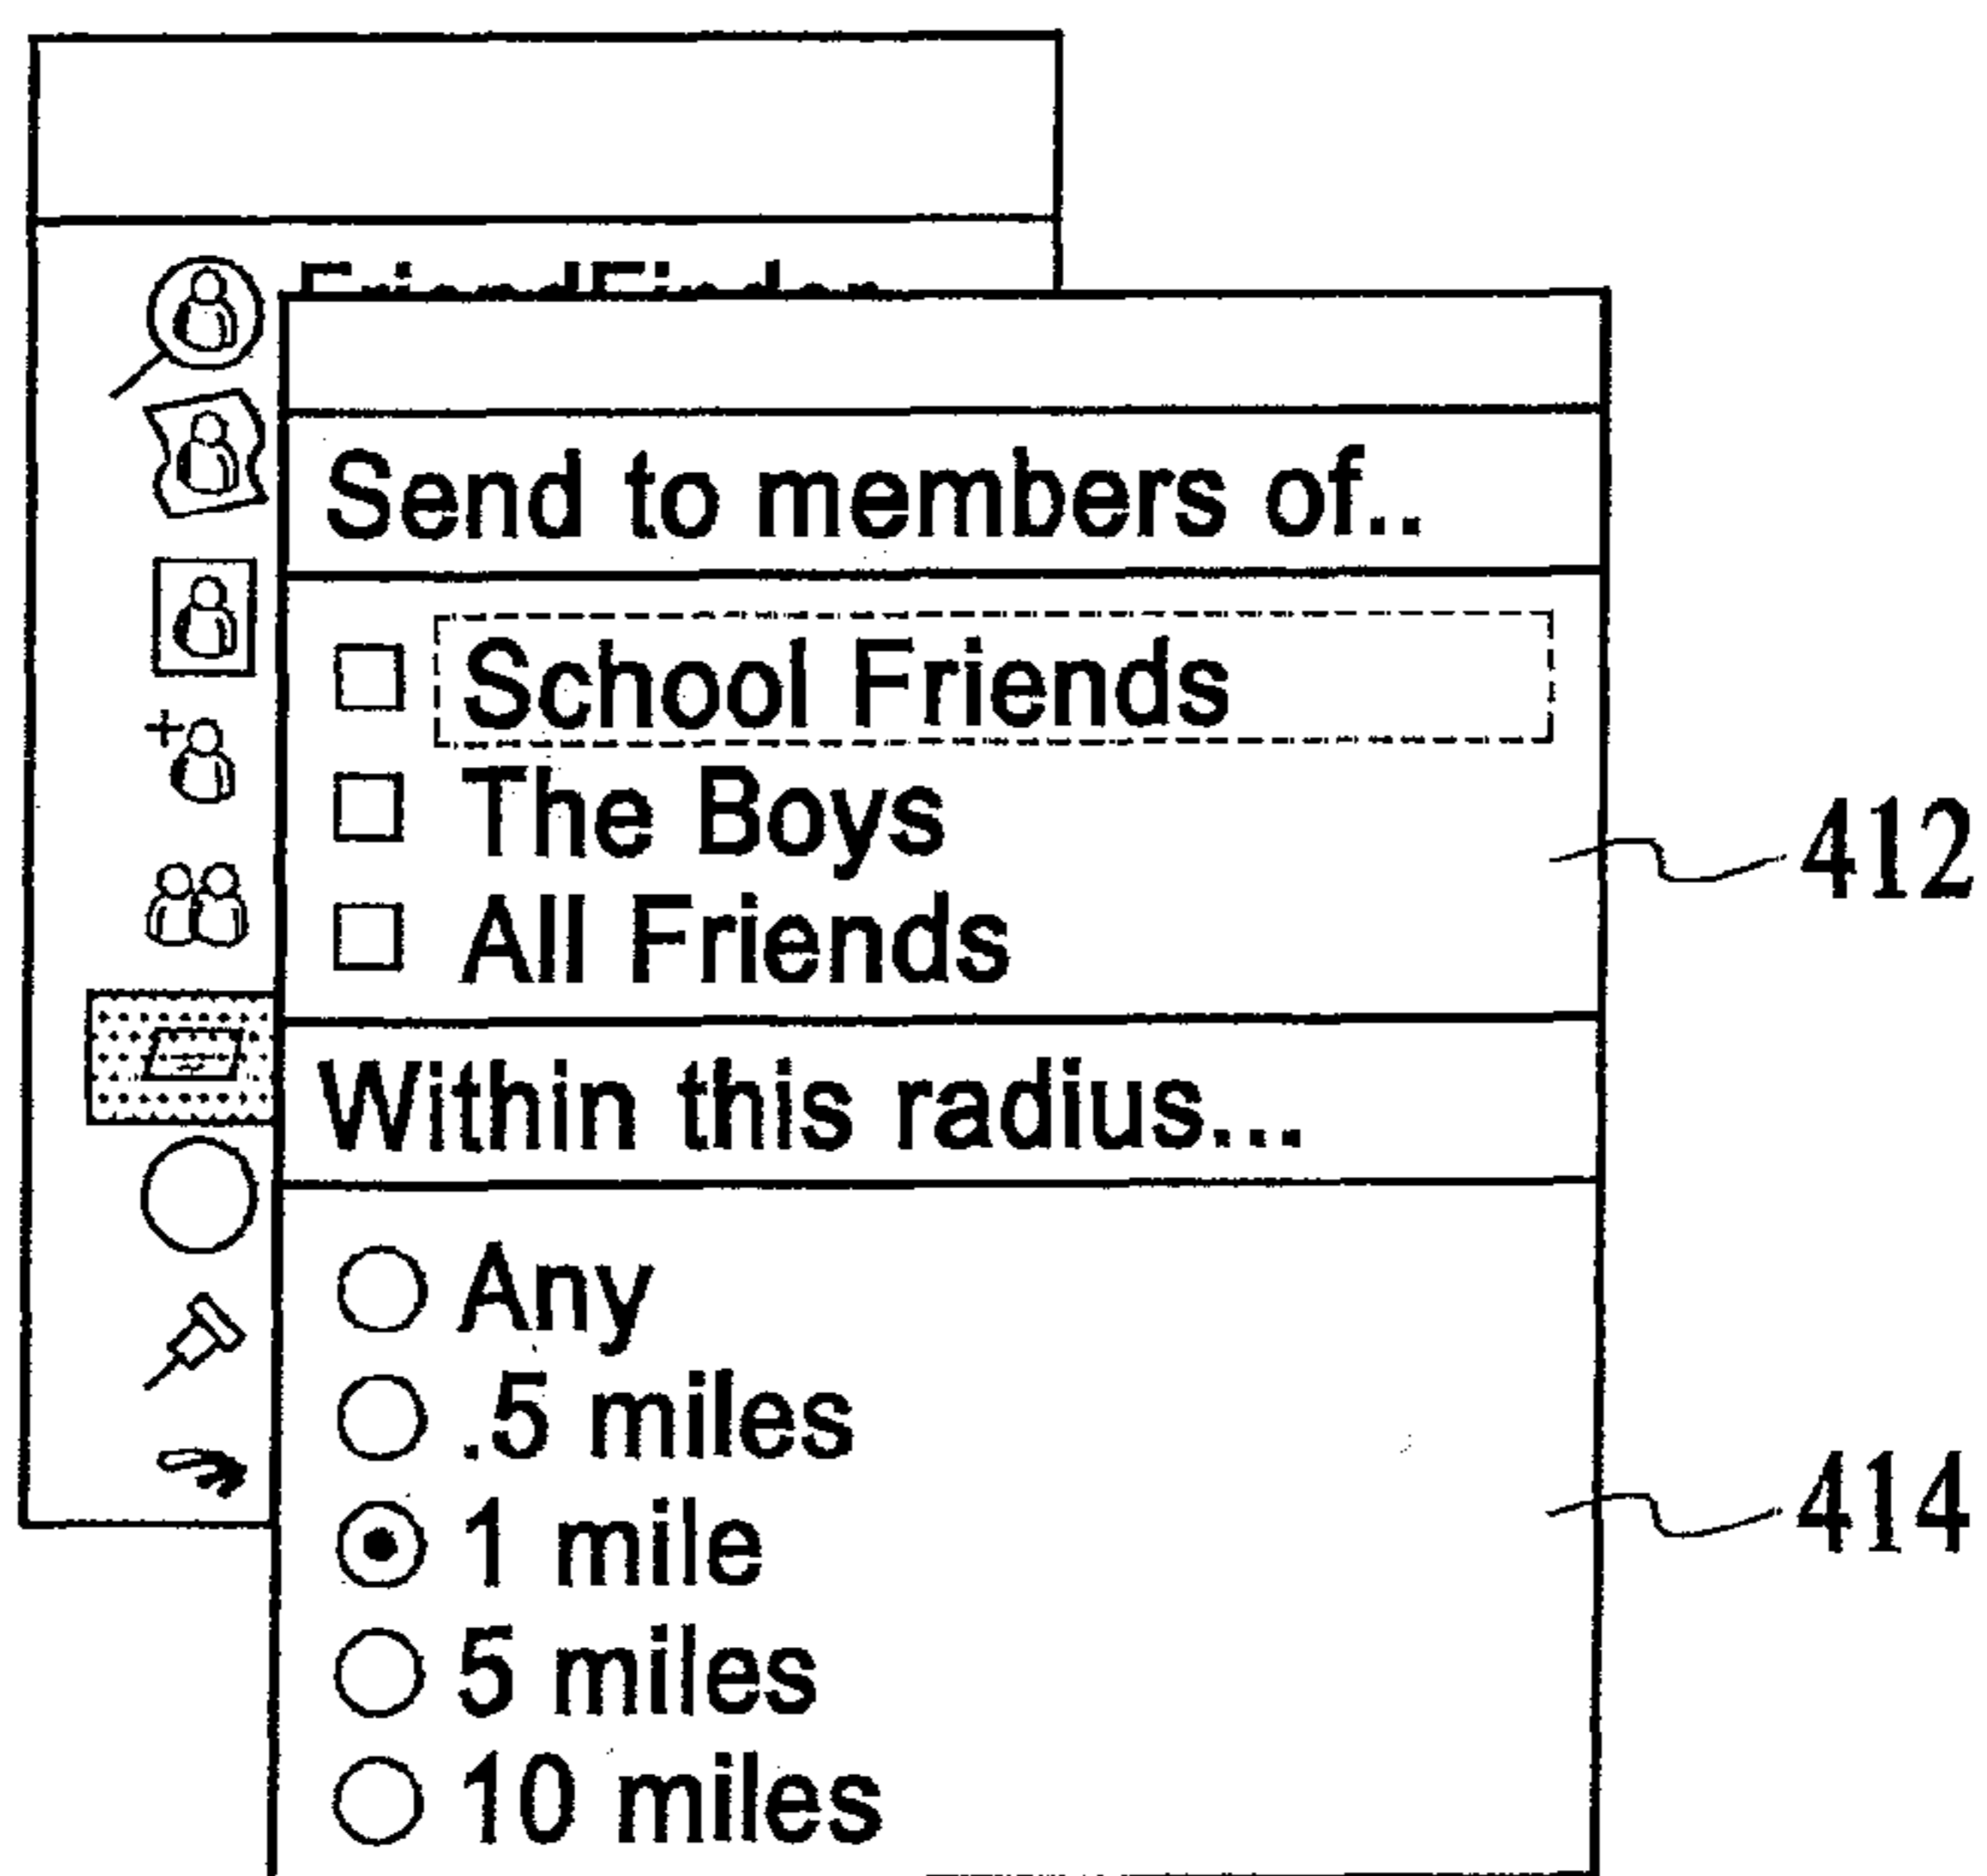 Send to members of..
School Friends
The Boys
412
All Friends
Within this radius...
Any
.5 miles
414
1 mile
5 miles
10 miles